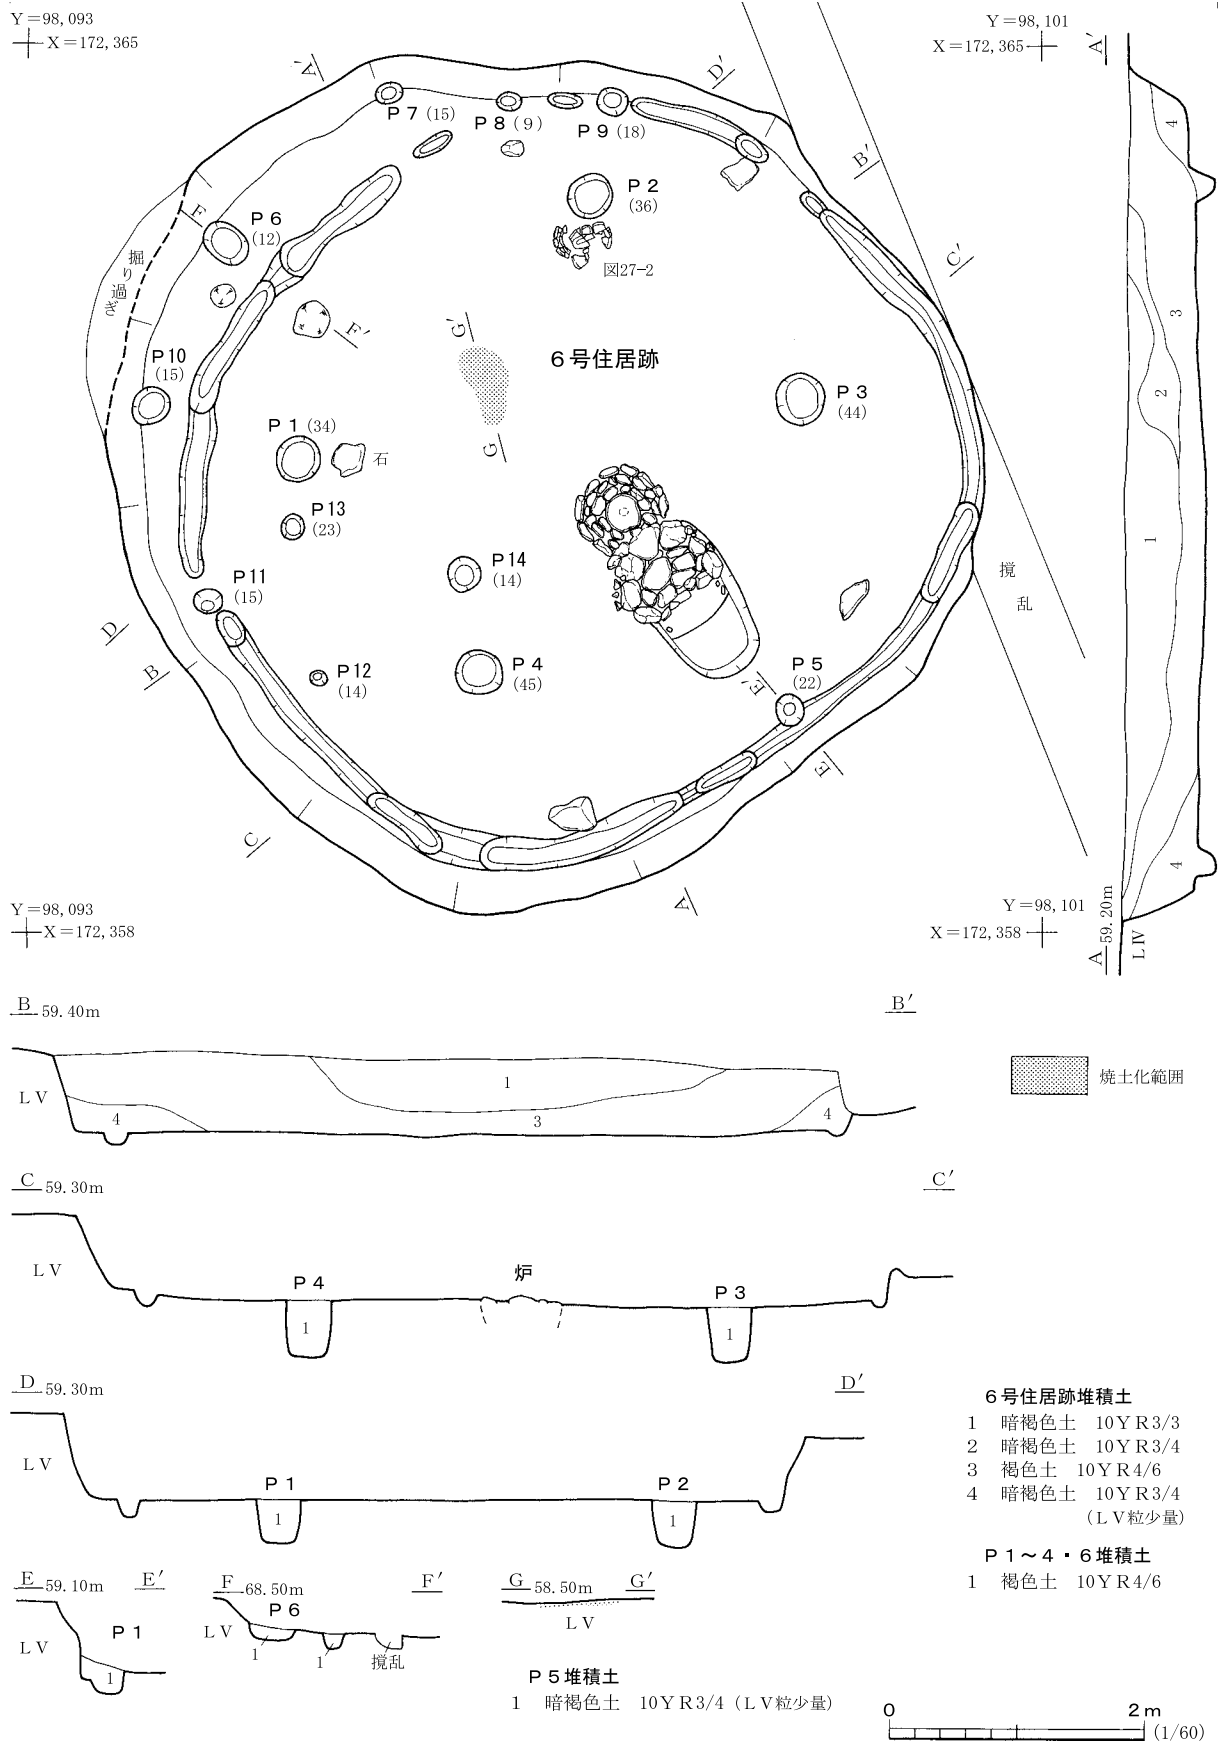 Y＝98,093
X＝172,365
Y＝98,101
X＝172,365
A′
A′
D′
B′
C′
P 7 (15)
P 8 (9)
P 9 (18)
P 2
(36)
図27−2
F
P 6
(12)
掘り過ぎ
F′
G′
6号住居跡
P10
(15)
P 3
(44)
P 1 (34)
石
G
P13
(23)
P14
(14)
P11
(15)
撹乱
D
B
P12
(14)
P 4
(45)
P 5
(22)
E′
E
C
A
4
3
2
1
4
Y＝98,093
X＝172,358
Y＝98,101
X＝172,358
A
59.20m
LⅣ
B 59.40m
B′
LⅤ
1
3
4
4
焼土化範囲
C 59.30m
C′
LⅤ
P 4
炉
P 3
1
1
D 59.30m
D′
LⅤ
P 1
P 2
1
1
6号住居跡堆積土
1 暗褐色土 10YR3/3
2 暗褐色土 10YR3/4
3 褐色土 10YR4/6
4 暗褐色土 10YR3/4
（LⅤ粒少量）
P 1〜4・6堆積土
1 褐色土 10YR4/6
E 59.10m E′
P 1
LⅤ
1
F 68.50m F′
P 6
LⅤ
1
1
撹乱
G 58.50m G′
LⅤ
P 5堆積土
1 暗褐色土 10YR3/4（LⅤ粒少量）
0 2m
(1/60)